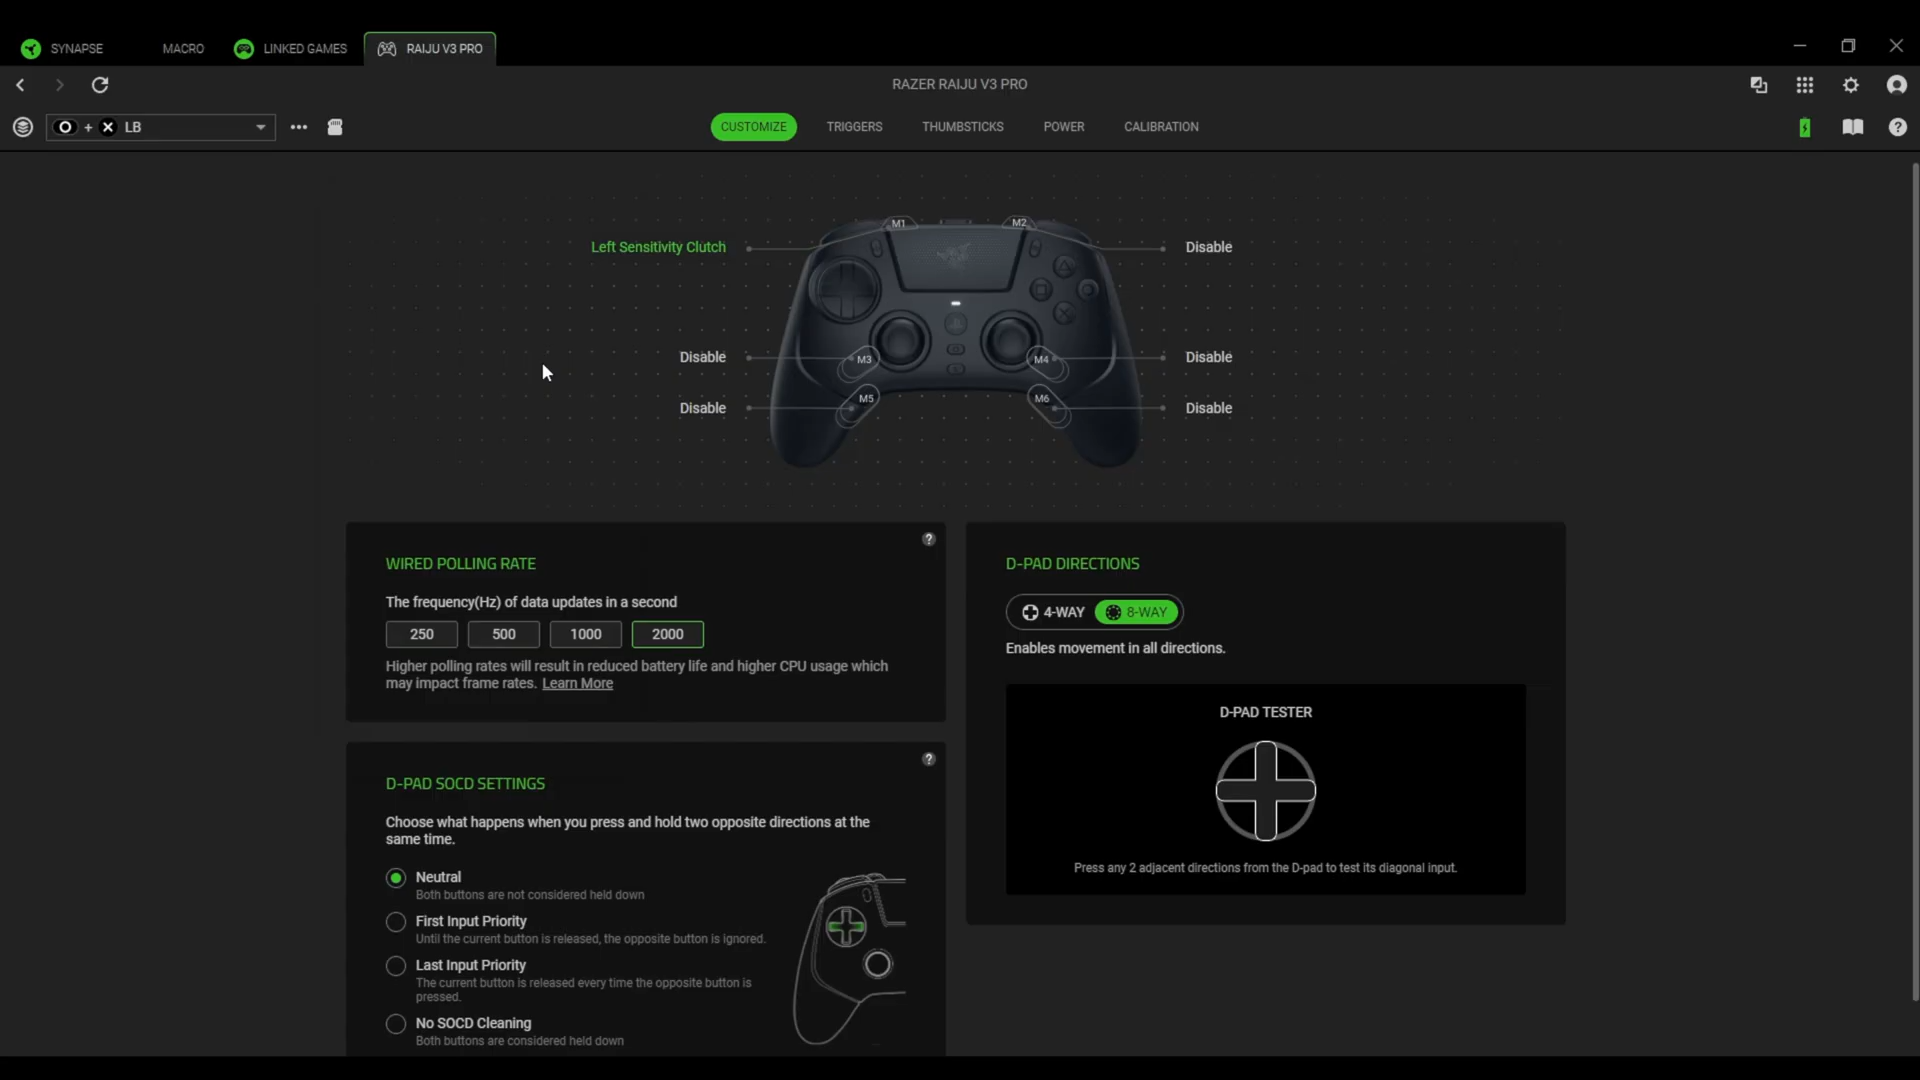 SYNAPSE
MACRO
LINKED GAMES
RAIJU V3 PRO
RAZER RAIJU V3 PRO
+ LB
CUSTOMIZE
TRIGGERS
THUMBSTICKS
POWER
CALIBRATION
M1
M2
Left Sensitivity Clutch
Disable
Disable
M3
M4
Disable
Disable
M5
M6
Disable
WIRED POLLING RATE
The frequency(Hz) of data updates in a second
250
500
1000
2000
Higher polling rates will result in reduced battery life and higher CPU usage which
may impact frame rates. Learn More
D-PAD SOCD SETTINGS
Choose what happens when you press and hold two opposite directions at the
same time.
Neutral
Both buttons are not considered held down
First Input Priority
Until the current button is released, the opposite button is ignored.
Last Input Priority
The current button is released every time the opposite button is
pressed.
No SOCD Cleaning
Both buttons are considered held down
D-PAD DIRECTIONS
4-WAY
8-WAY
Enables movement in all directions.
D-PAD TESTER
Press any 2 adjacent directions from the D-pad to test its diagonal input.